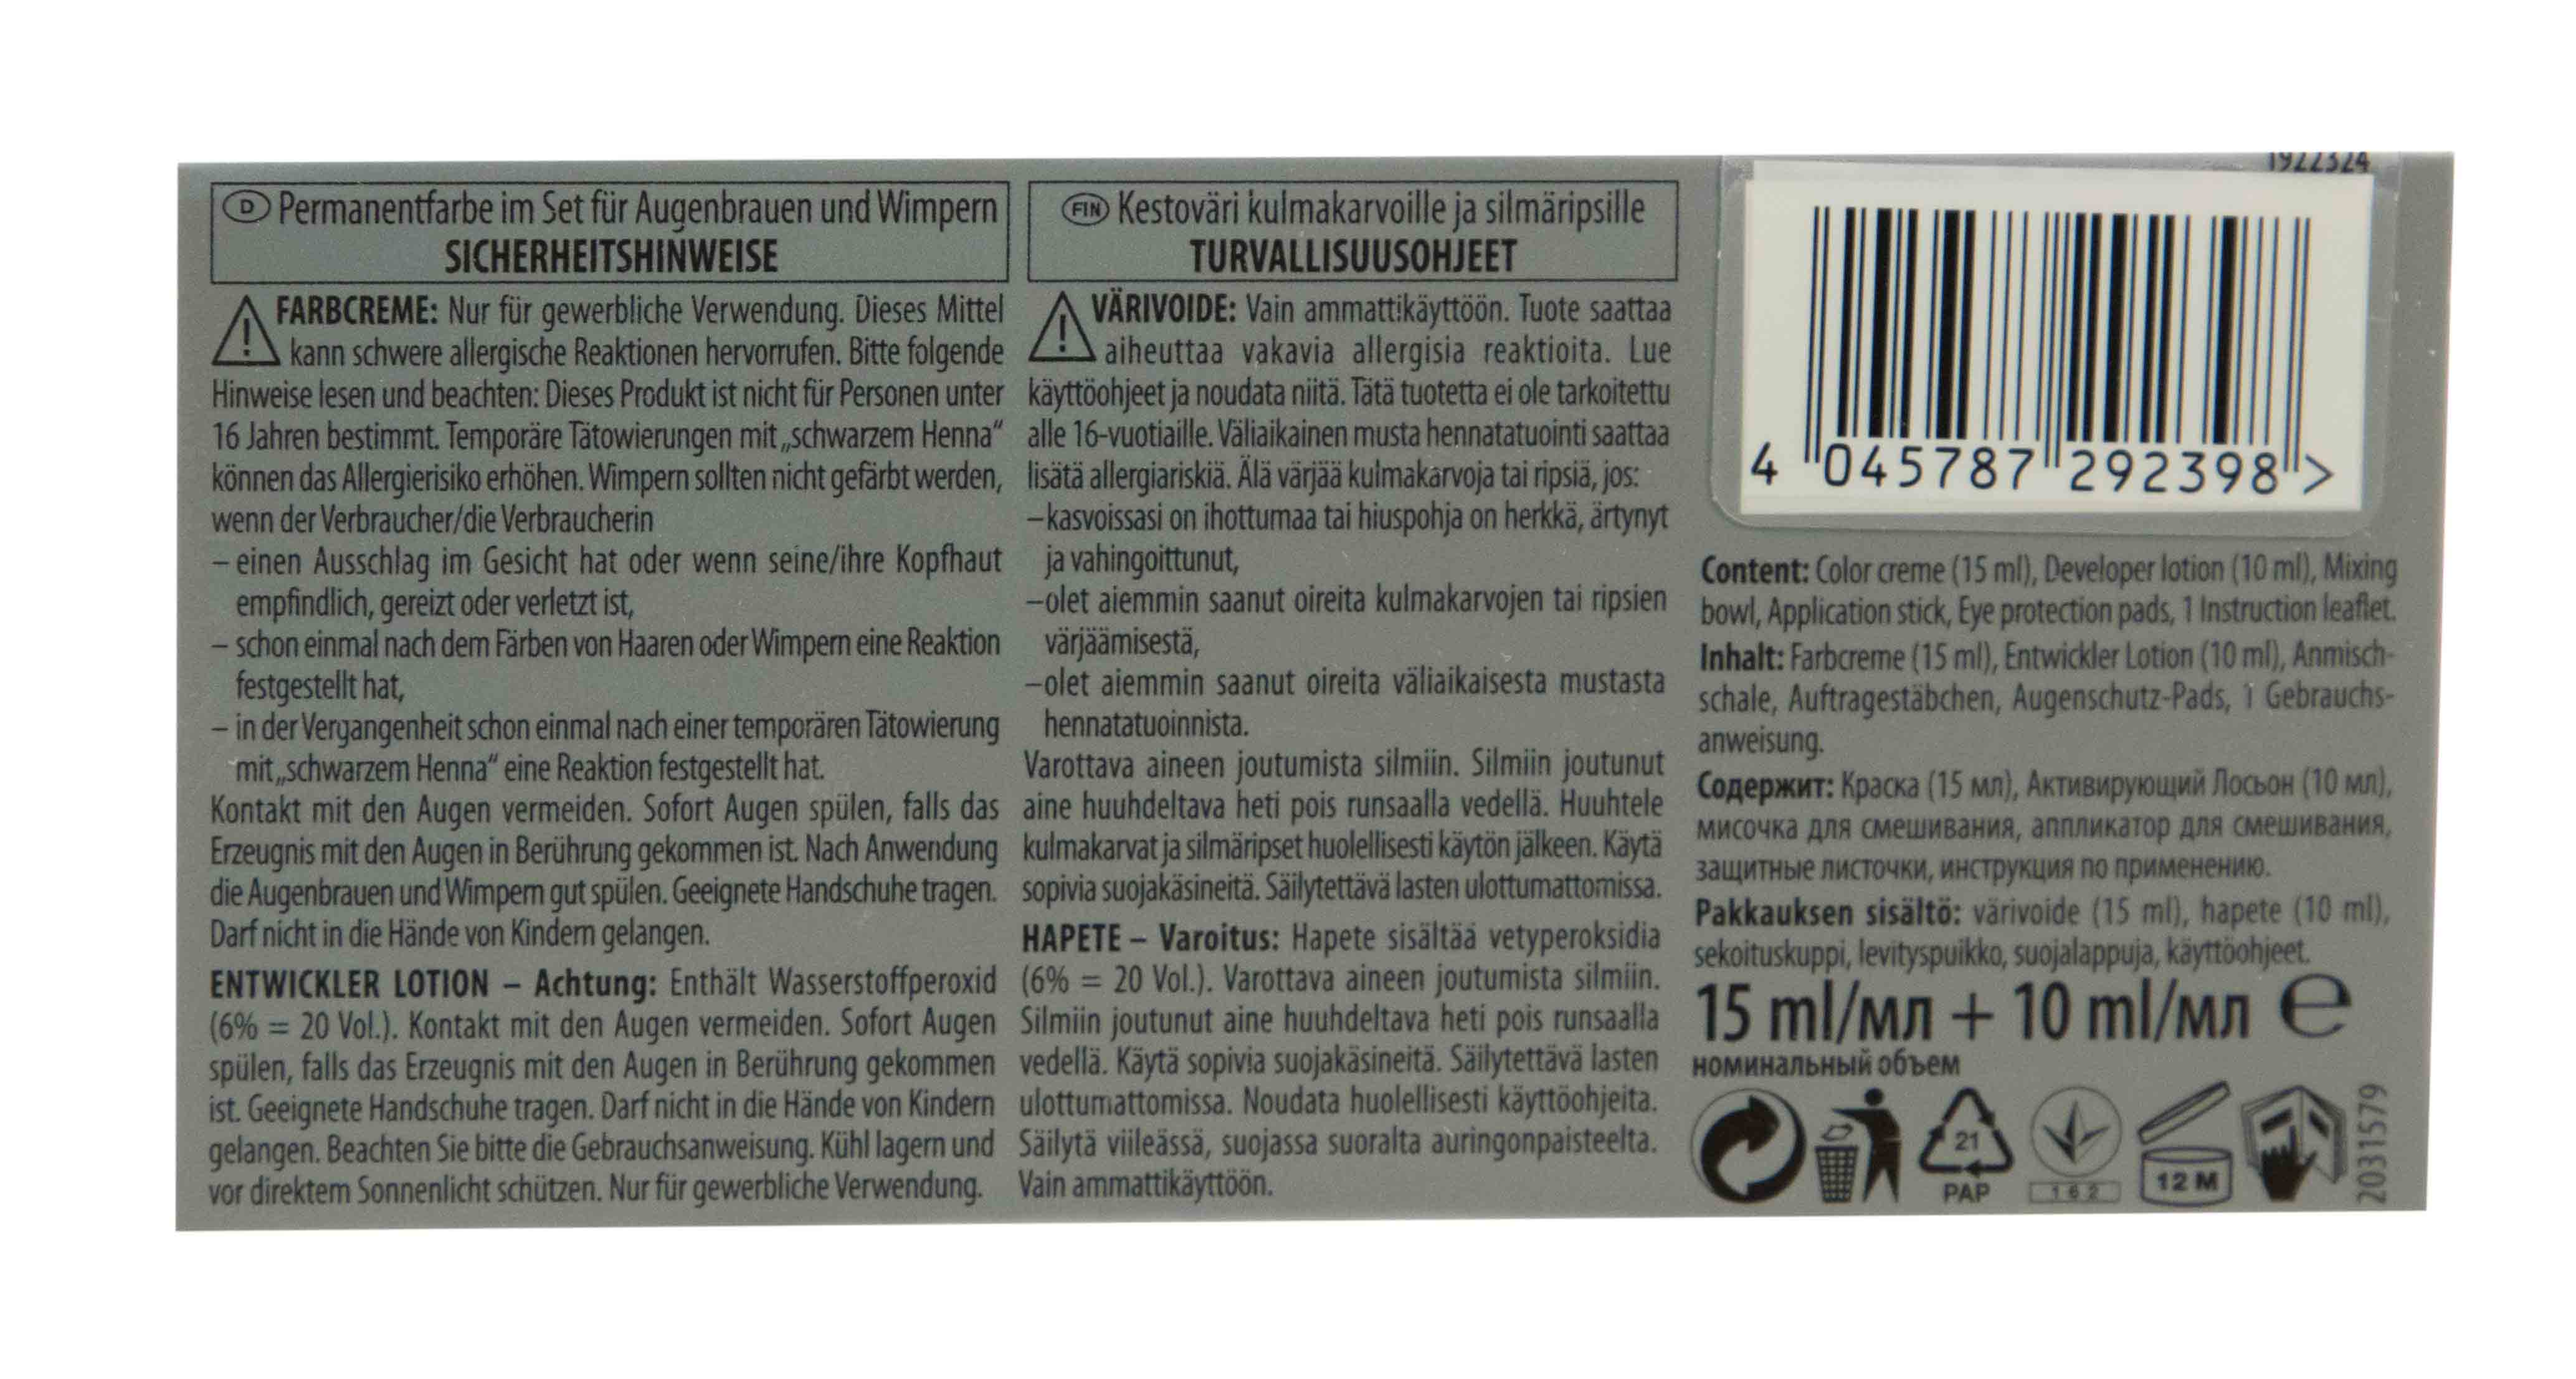 D Permanentfarbe im Set für Augenbrauen und Wimpern
SICHERHEITSHINWEISE
FARBCREME: Nur für gewerbliche Verwendung. Dieses Mittel
kann schwere allergische Reaktionen hervorrufen. Bitte folgende
Hinweise lesen und beachten: Dieses Produkt ist nicht für Personen unter
16 Jahren bestimmt. Temporäre Tätowierungen mit „schwarzem Henna“
können das Allergierisiko erhöhen. Wimpern sollten nicht gefärbt werden,
wenn der Verbraucher/die Verbraucherin
– einen Ausschlag im Gesicht hat oder wenn seine/ihre Kopfhaut
empfindlich, gereizt oder verletzt ist,
– schon einmal nach dem Färben von Haaren oder Wimpern eine Reaktion
festgestellt hat,
– in der Vergangenheit schon einmal nach einer temporären Tätowierung
mit „schwarzem Henna“ eine Reaktion festgestellt hat.
Kontakt mit den Augen vermeiden. Sofort Augen spülen, falls das
Erzeugnis mit den Augen in Berührung gekommen ist. Nach Anwendung
die Augenbrauen und Wimpern gut spülen. Geeignete Handschuhe tragen.
Darf nicht in die Hände von Kindern gelangen.
ENTWICKLER LOTION – Achtung: Enthält Wasserstoffperoxid
(6% = 20 Vol.). Kontakt mit den Augen vermeiden. Sofort Augen
spülen, falls das Erzeugnis mit den Augen in Berührung gekommen
ist. Geeignete Handschuhe tragen. Darf nicht in die Hände von Kindern
gelangen. Beachten Sie bitte die Gebrauchsanweisung. Kühl lagern und
vor direktem Sonnenlicht schützen. Nur für gewerbliche Verwendung.
FIN Kestoväri kulmakarvoille ja silmäripsille
TURVALLISUUSOHJEET
VÄRIVOIDE: Vain ammattikäyttöön. Tuote saattaa
aiheuttaa vakavia allergisia reaktioita. Lue
käyttöohjeet ja noudata niitä. Tätä tuotetta ei ole tarkoitettu
alle 16-vuotiaille. Väliaikainen musta hennatatuointi saattaa
lisätä allergiariskiä. Älä värjää kulmakarvoja tai ripsiä, jos:
– kasvoissasi on ihottumaa tai hiuspohja on herkkä, ärtynyt
ja vahingoittunut,
– olet aiemmin saanut oireita kulmakarvojen tai ripsien
värjäämisestä,
– olet aiemmin saanut oireita väliaikaisesta mustasta
hennatatuoinnista.
Varottava aineen joutumista silmiin. Silmiin joutunut
aine huuhdeltava heti pois runsaalla vedellä. Huuhtele
kulmakarvat ja silmäripset huolellisesti käytön jälkeen. Käytä
sopivia suojakäsineitä. Säilytettävä lasten ulottumattomissa.
HAPETE – Varoitus: Hapete sisältää vetyperoksidia
(6% = 20 Vol.). Varottava aineen joutumista silmiin.
Silmiin joutunut aine huuhdeltava heti pois runsaalla
vedellä. Käytä sopivia suojakäsineitä. Säilytettävä lasten
ulottumattomissa. Noudata huolellisesti käyttöohjeita.
Säilytä viileässä, suojassa suoralta auringonpaisteelta.
Vain ammattikäyttöön.
1922324
4 045787 292398 >
Content: Color creme (15 ml), Developer lotion (10 ml), Mixing
bowl, Application stick, Eye protection pads, 1 Instruction leaflet.
Inhalt: Farbcreme (15 ml), Entwickler Lotion (10 ml), Anmisch-
schale, Auftragestäbchen, Augenschutz-Pads, 1 Gebrauchs-
anweisung.
Содержит: Краска (15 мл), Активирующий Лосьон (10 мл),
мисочка для смешивания, аппликатор для смешивания,
защитные листочки, инструкция по применению.
Pakkauksen sisältö: värivoide (15 ml), hapete (10 ml),
sekoituskuppi, levityspuikko, suojalappuja, käyttöohjeet.
15 ml/мл + 10 ml/мл e
номинальный объем
21
PAP
162
12 M
2031579